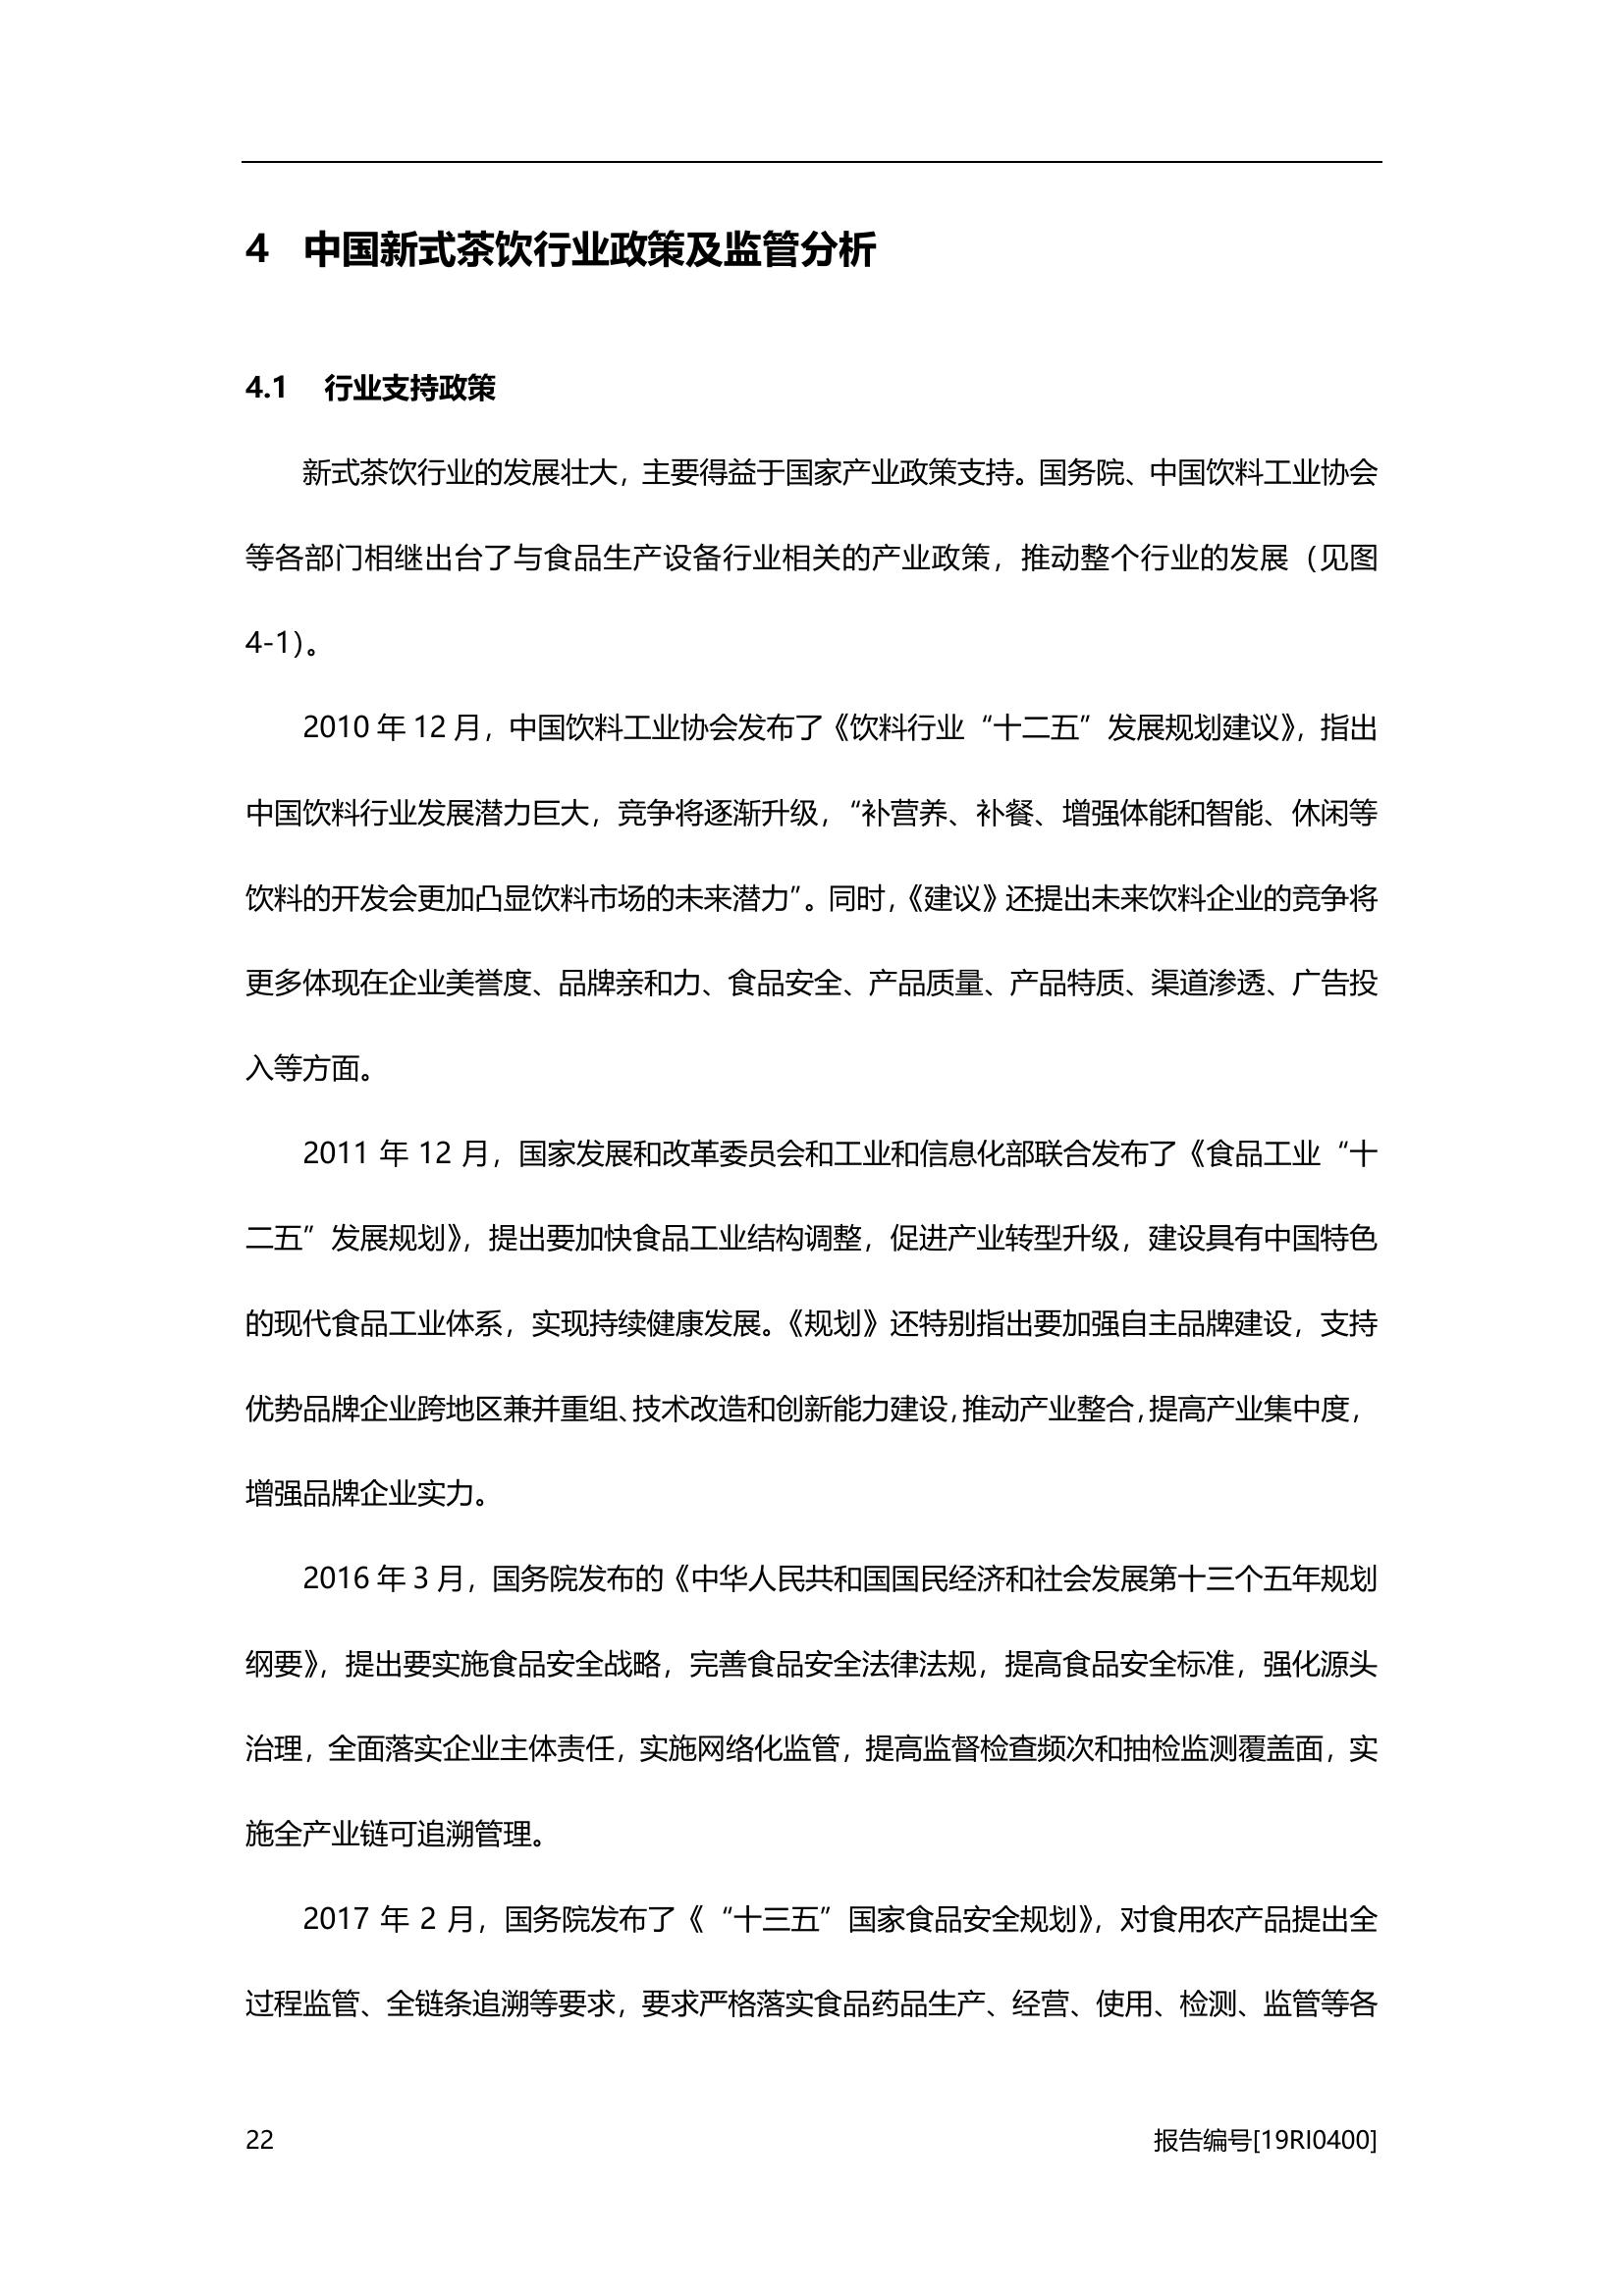 4 中国新式茶饮行业政策及监管分析
4.1 行业支持政策
新式茶饮行业的发展壮大，主要得益于国家产业政策支持。国务院、中国饮料工业协会
等各部门相继出台了与食品生产设备行业相关的产业政策，推动整个行业的发展（见图
4-1）。
2010 年 12 月，中国饮料工业协会发布了《饮料行业“十二五”发展规划建议》，指出
中国饮料行业发展潜力巨大，竞争将逐渐升级，“补营养、补餐、增强体能和智能、休闲等
饮料的开发会更加凸显饮料市场的未来潜力”。同时，《建议》还提出未来饮料企业的竞争将
更多体现在企业美誉度、品牌亲和力、食品安全、产品质量、产品特质、渠道渗透、广告投
入等方面。
2011 年 12 月，国家发展和改革委员会和工业和信息化部联合发布了《食品工业“十
二五”发展规划》，提出要加快食品工业结构调整，促进产业转型升级，建设具有中国特色
的现代食品工业体系，实现持续健康发展。《规划》还特别指出要加强自主品牌建设，支持
优势品牌企业跨地区兼并重组、技术改造和创新能力建设，推动产业整合，提高产业集中度，
增强品牌企业实力。
2016 年 3 月，国务院发布的《中华人民共和国国民经济和社会发展第十三个五年规划
纲要》，提出要实施食品安全战略，完善食品安全法律法规，提高食品安全标准，强化源头
治理，全面落实企业主体责任，实施网络化监管，提高监督检查频次和抽检监测覆盖面，实
施全产业链可追溯管理。
2017 年 2 月，国务院发布了《“十三五”国家食品安全规划》，对食用农产品提出全
过程监管、全链条追溯等要求，要求严格落实食品药品生产、经营、使用、检测、监管等各
22 报告编号[19RI0400]